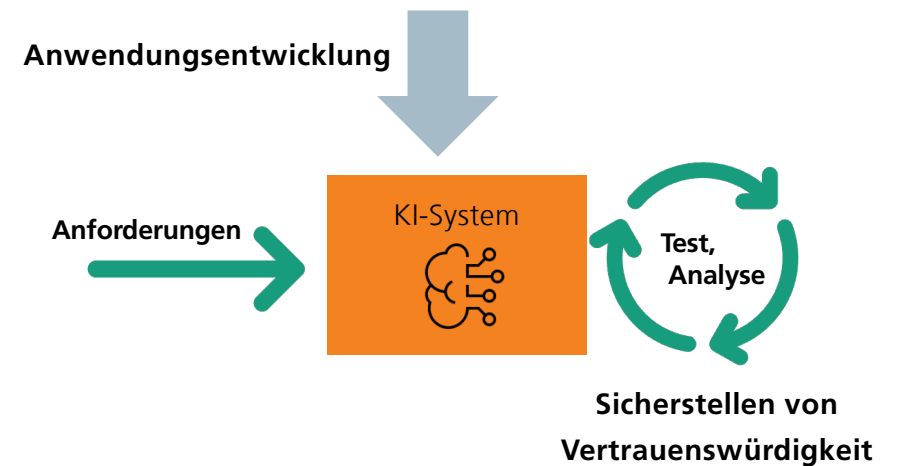 Anwendungsentwicklung
KI-System
Anforderungen
Test,
Analyse
Sicherstellen von
Vertrauenswürdigkeit